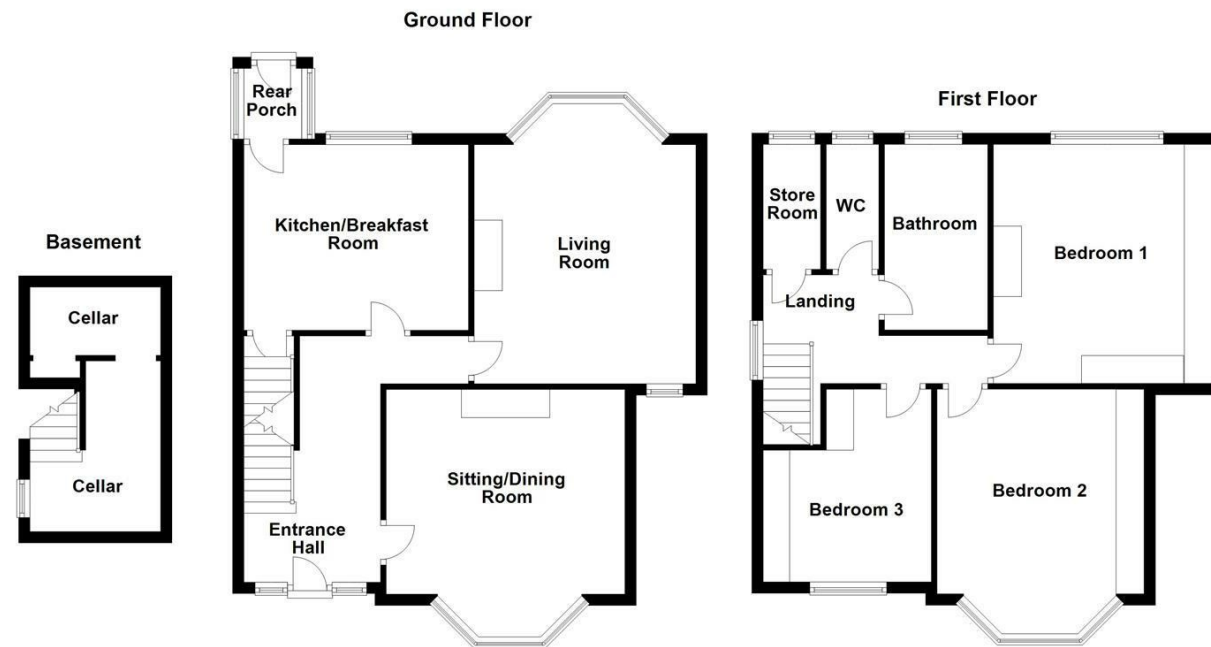 Ground Floor
Rear
Porch
Kitchen/Breakfast
Room
Living
Room
Sitting/Dining
Room
Entrance
Hall
Basement
Cellar
Cellar
First Floor
Store
Room
WC
Bathroom
Bedroom 1
Landing
Bedroom 3
Bedroom 2